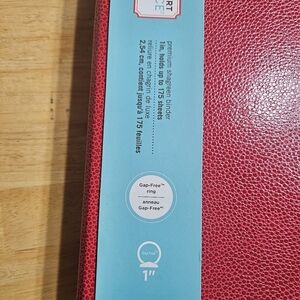 RT
CE
premium shagreen binder
1in, holds up to 175 sheets
reliure en chagrin de luxe
2,54 cm, contient jusqu'à 175 feuilles
Gap-Free™
ring
anneau
Gap-Free™
1"